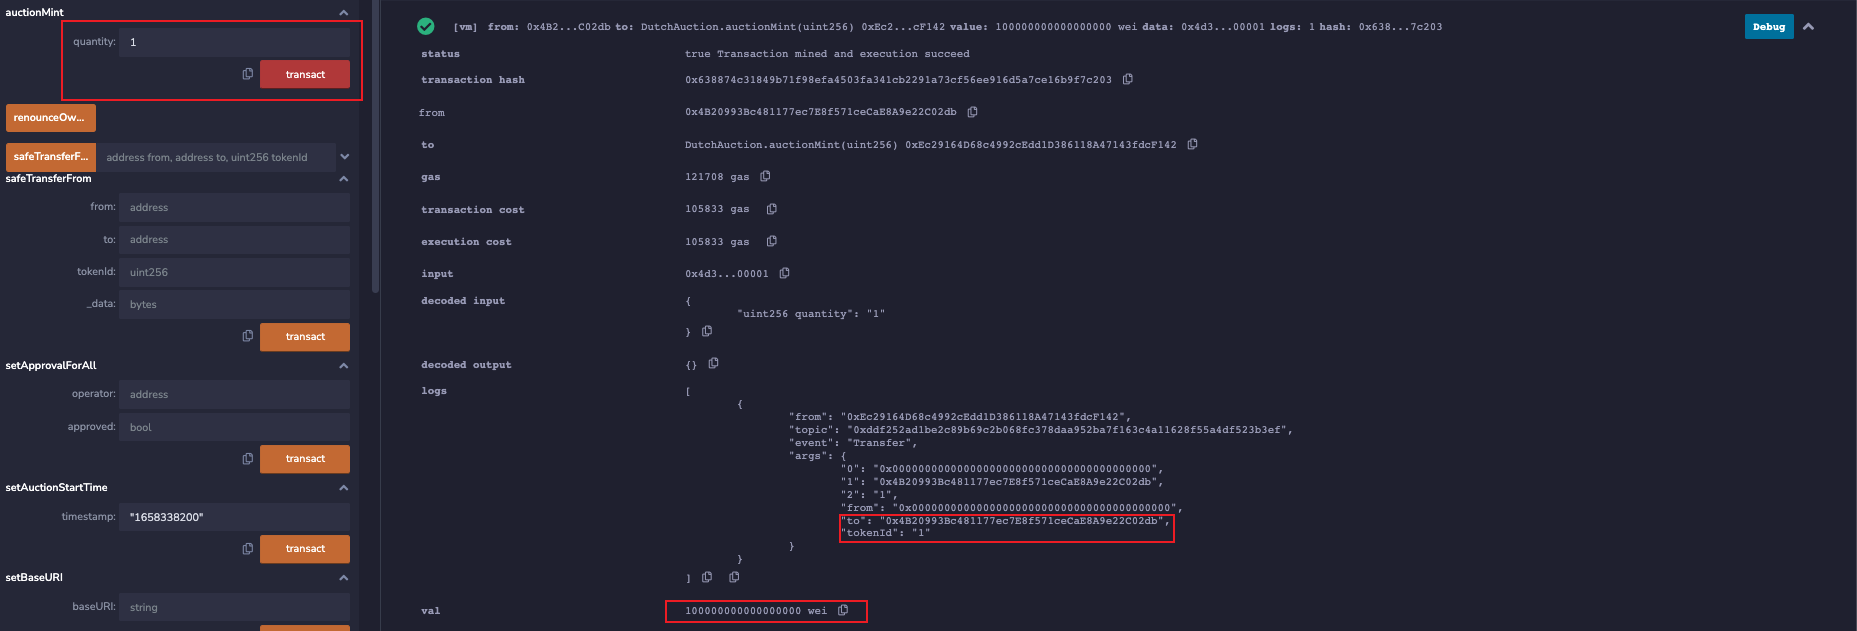 auctionMint
quantity:
1
transact
renounceOw...
safeTransferF...
address from, address to, uint256 tokenId
safeTransferFrom
from:
address
to:
address
tokenId:
uint256
_data:
bytes
transact
setApprovalForAll
operator:
address
approved:
bool
transact
setAuctionStartTime
timestamp:
"1658338200"
transact
setBaseURI
baseURI:
string
[vm] from: 0x4B2...C02db to: DutchAuction.auctionMint(uint256) 0xEc2...cF142 value: 100000000000000000 wei data: 0x4d3...00001 logs: 1 hash: 0x638...7c203
Debug
status
true Transaction mined and execution succeed
transaction hash
0x638874c31849b71f98efa4503fa341cb2291a73cf56ee916d5a7ce16b9f7c203
from
0x4B20993Bc481177ec7E8f571ceCaE8A9e22C02db
to
DutchAuction.auctionMint(uint256) 0xEc29164D68c4992cEdd1D386118A47143fdcF142
gas
121708 gas
transaction cost
105833 gas
execution cost
105833 gas
input
0x4d3...00001
decoded input
{
"uint256 quantity": "1"
}
decoded output
{}
logs
[
{
"from": "0xEc29164D68c4992cEdd1D386118A47143fdcF142",
"topic": "0xddf252ad1be2c89b69c2b068fc378daa952ba7f163c4a11628f55a4df523b3ef",
"event": "Transfer",
"args": {
"0": "0x0000000000000000000000000000000000000000",
"1": "0x4B20993Bc481177ec7E8f571ceCaE8A9e22C02db",
"2": "1",
"from": "0x0000000000000000000000000000000000000000",
"to": "0x4B20993Bc481177ec7E8f571ceCaE8A9e22C02db",
"tokenId": "1"
}
}
]
val
100000000000000000 wei